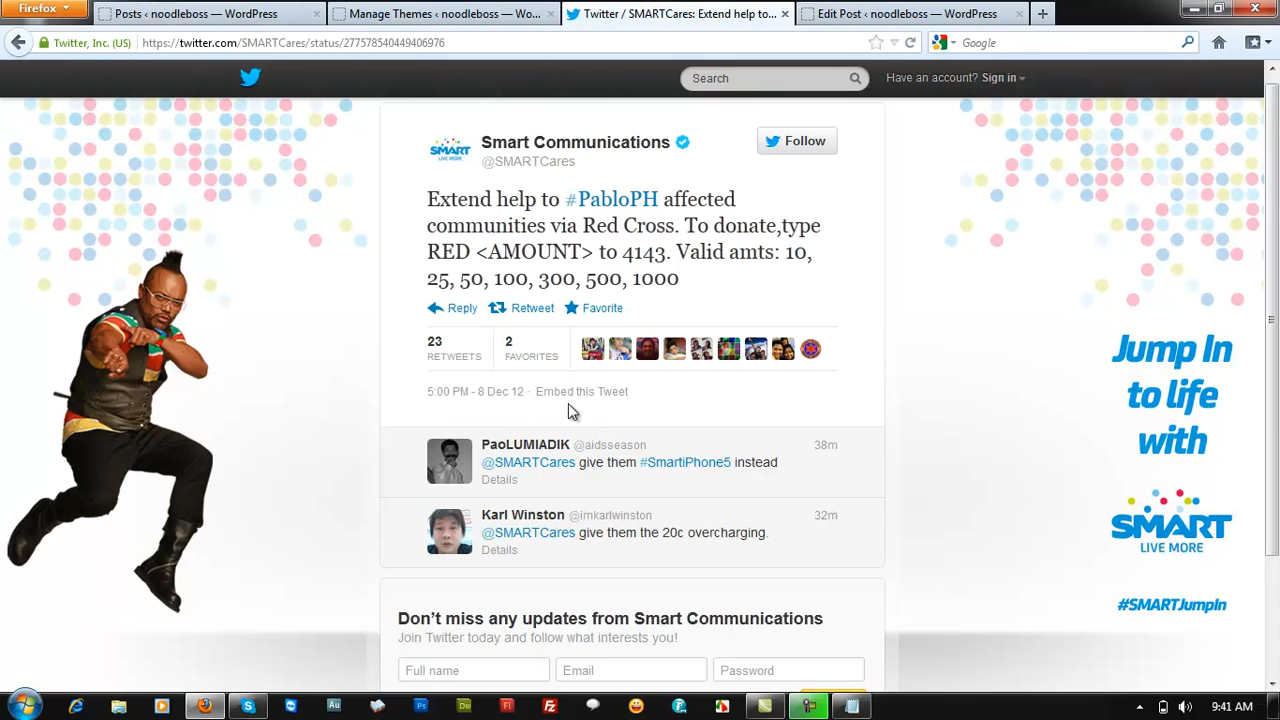 Firefox
Posts ‹ noodleboss — WordPress
Manage Themes ‹ noodleboss — Wo...
Twitter / SMARTCares: Extend help to...
Edit Post ‹ noodleboss — WordPress
Twitter, Inc. (US)
https://twitter.com/SMARTCares/status/277578540449406976
Google
Search
Have an account? Sign in
SMART
LIVE MORE
Smart Communications
@SMARTCares
Follow
Extend help to #PabloPH affected
communities via Red Cross. To donate,type
RED <AMOUNT> to 4143. Valid amts: 10,
25, 50, 100, 300, 500, 1000
Reply Retweet Favorite
23 RETWEETS
2 FAVORITES
5:00 PM - 8 Dec 12 · Embed this Tweet
PaoLUMIADIK @aidsseason 38m
@SMARTCares give them #SmartiPhone5 instead
Details
Karl Winston @imkarlwinston 32m
@SMARTCares give them the 20c overcharging.
Details
Don't miss any updates from Smart Communications
Join Twitter today and follow what interests you!
Full name Email Password
Jump In
to life
with
SMART
LIVE MORE
#SMARTJumpIn
9:41 AM